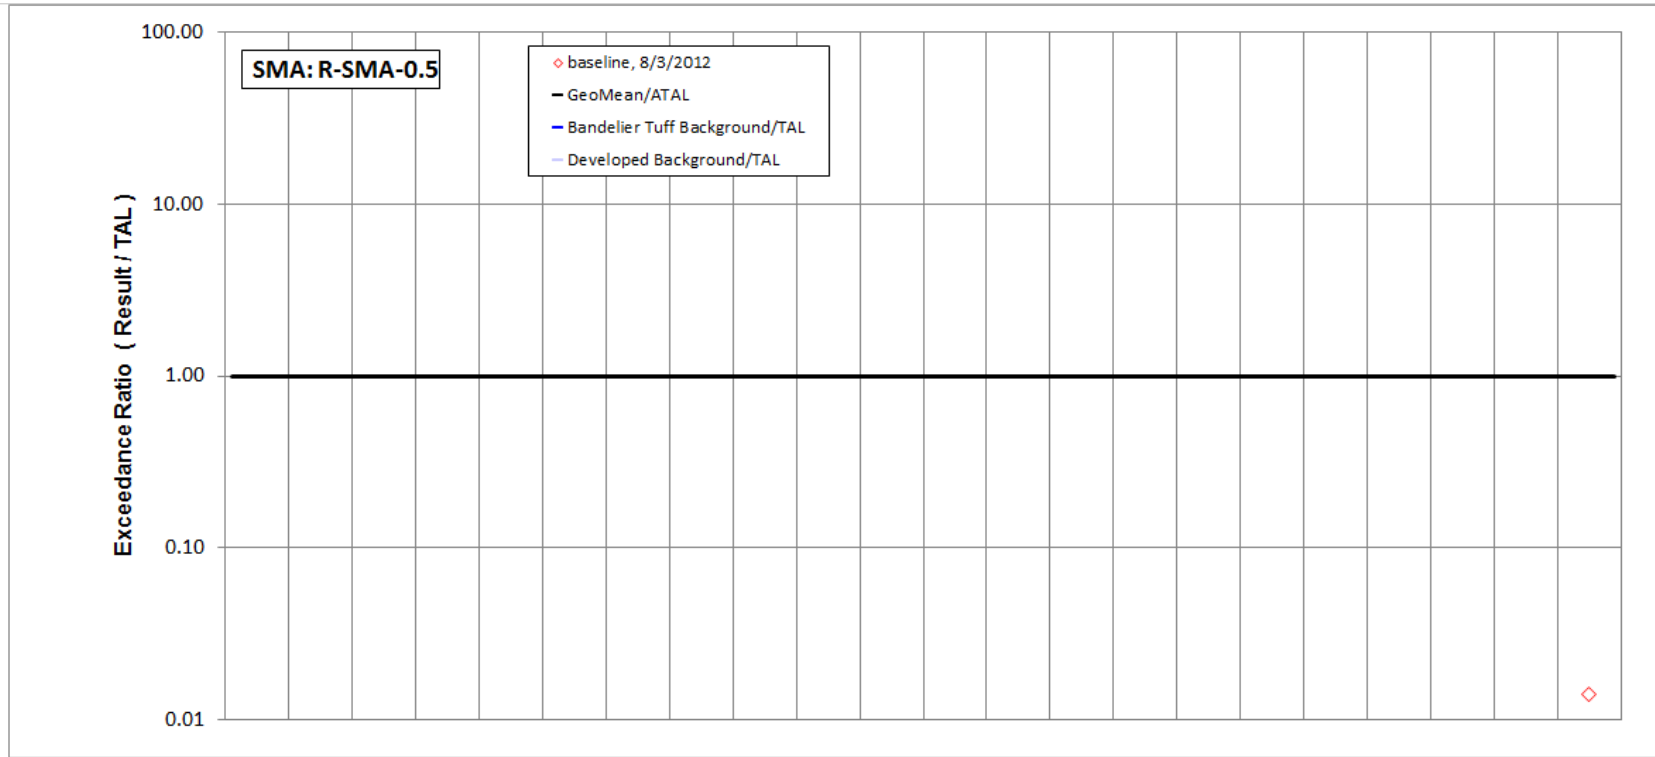 100.00
SMA: R-SMA-0.5
baseline, 8/3/2012
GeoMean/ATAL
Bandelier Tuff Background/TAL
Developed Background/TAL
10.00
Exceedance Ratio ( Result / TAL )
1.00
0.10
0.01